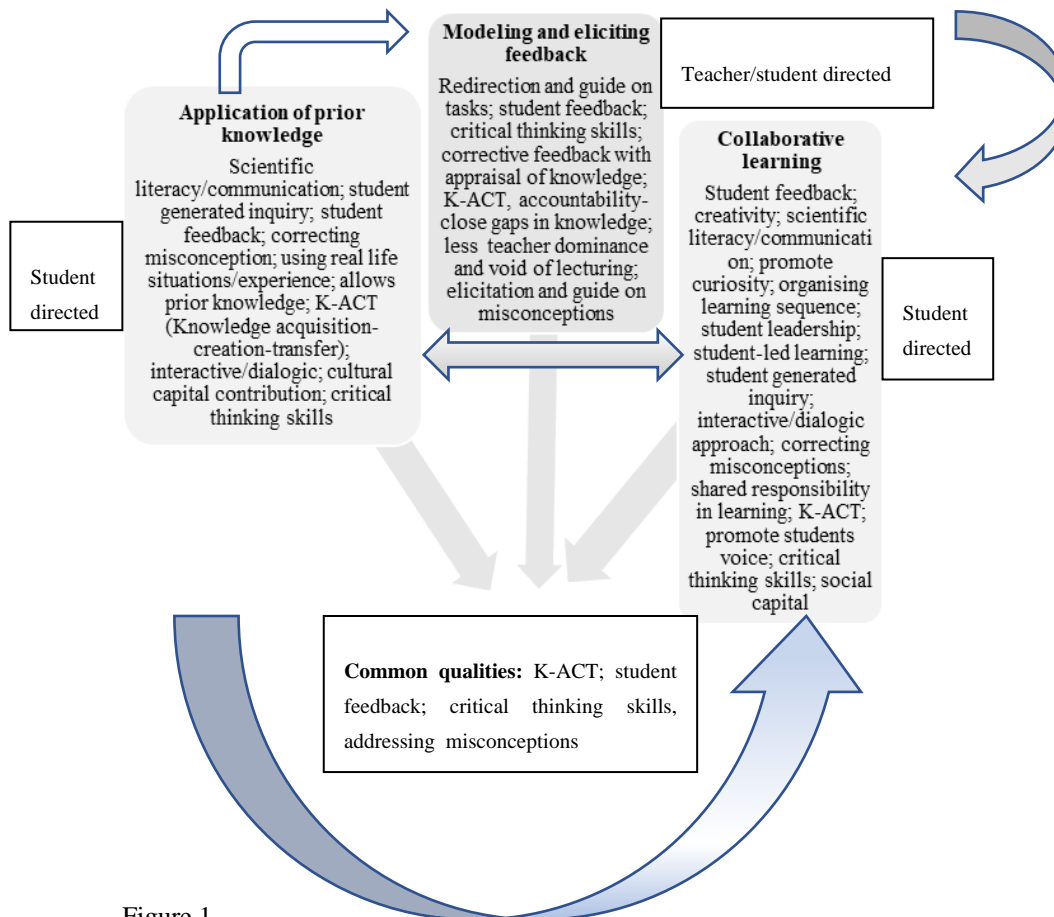 Modeling and eliciting
feedback
Redirection and guide on
tasks; student feedback;
critical thinking skills;
corrective feedback with
appraisal of knowledge;
K-ACT, accountability-
close gaps in knowledge;
less teacher dominance
and void of lecturing;
elicitation and guide on
misconceptions
Teacher/student directed
Application of prior
knowledge
Scientific
literacy/communication; student
generated inquiry; student
feedback; correcting
misconception; using real life
situations/experience; allows
prior knowledge; K-ACT
(Knowledge acquisition-
creation-transfer);
interactive/dialogic; cultural
capital contribution; critical
thinking skills
Student
directed
Collaborative
learning
Student feedback;
creativity; scientific
literacy/communicati
on; promote
curiosity; organising
learning sequence;
student leadership;
student-led learning;
student generated
inquiry;
interactive/dialogic
approach; correcting
misconceptions;
shared responsibility
in learning; K-ACT;
promote students
voice; critical
thinking skills; social
capital
Student
directed
Common qualities: K-ACT; student
feedback; critical thinking skills,
addressing misconceptions
Figure 1